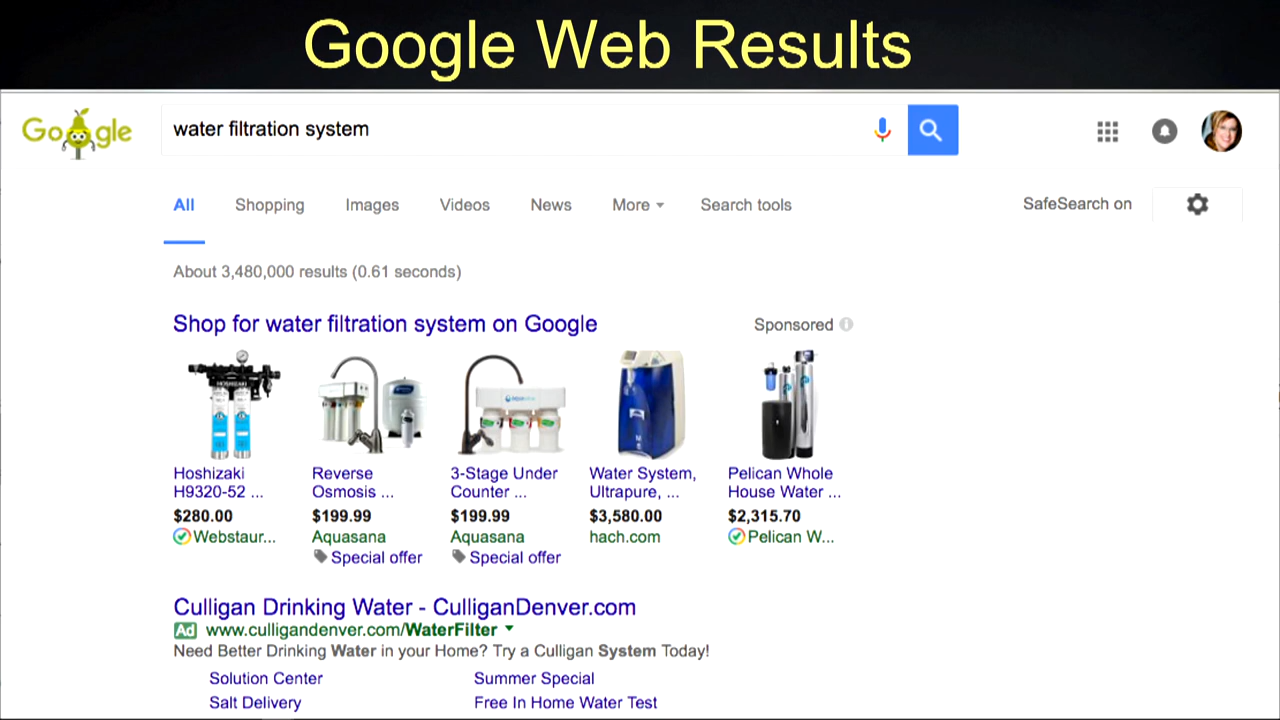 Google Web Results
Google
water filtration system
All Shopping Images Videos News More Search tools SafeSearch on
About 3,480,000 results (0.61 seconds)
Shop for water filtration system on Google Sponsored
HOSHIZAKI
Hoshizaki Reverse 3-Stage Under Water System, Pelican Whole
H9320-52 ... Osmosis ... Counter ... Ultrapure, ... House Water ...
$280.00 $199.99 $199.99 $3,580.00 $2,315.70
Webstaur... Aquasana Aquasana hach.com Pelican W...
Special offer Special offer
Culligan Drinking Water - CulliganDenver.com
Ad www.culligandenver.com/WaterFilter
Need Better Drinking Water in your Home? Try a Culligan System Today!
Solution Center Summer Special
Salt Delivery Free In Home Water Test